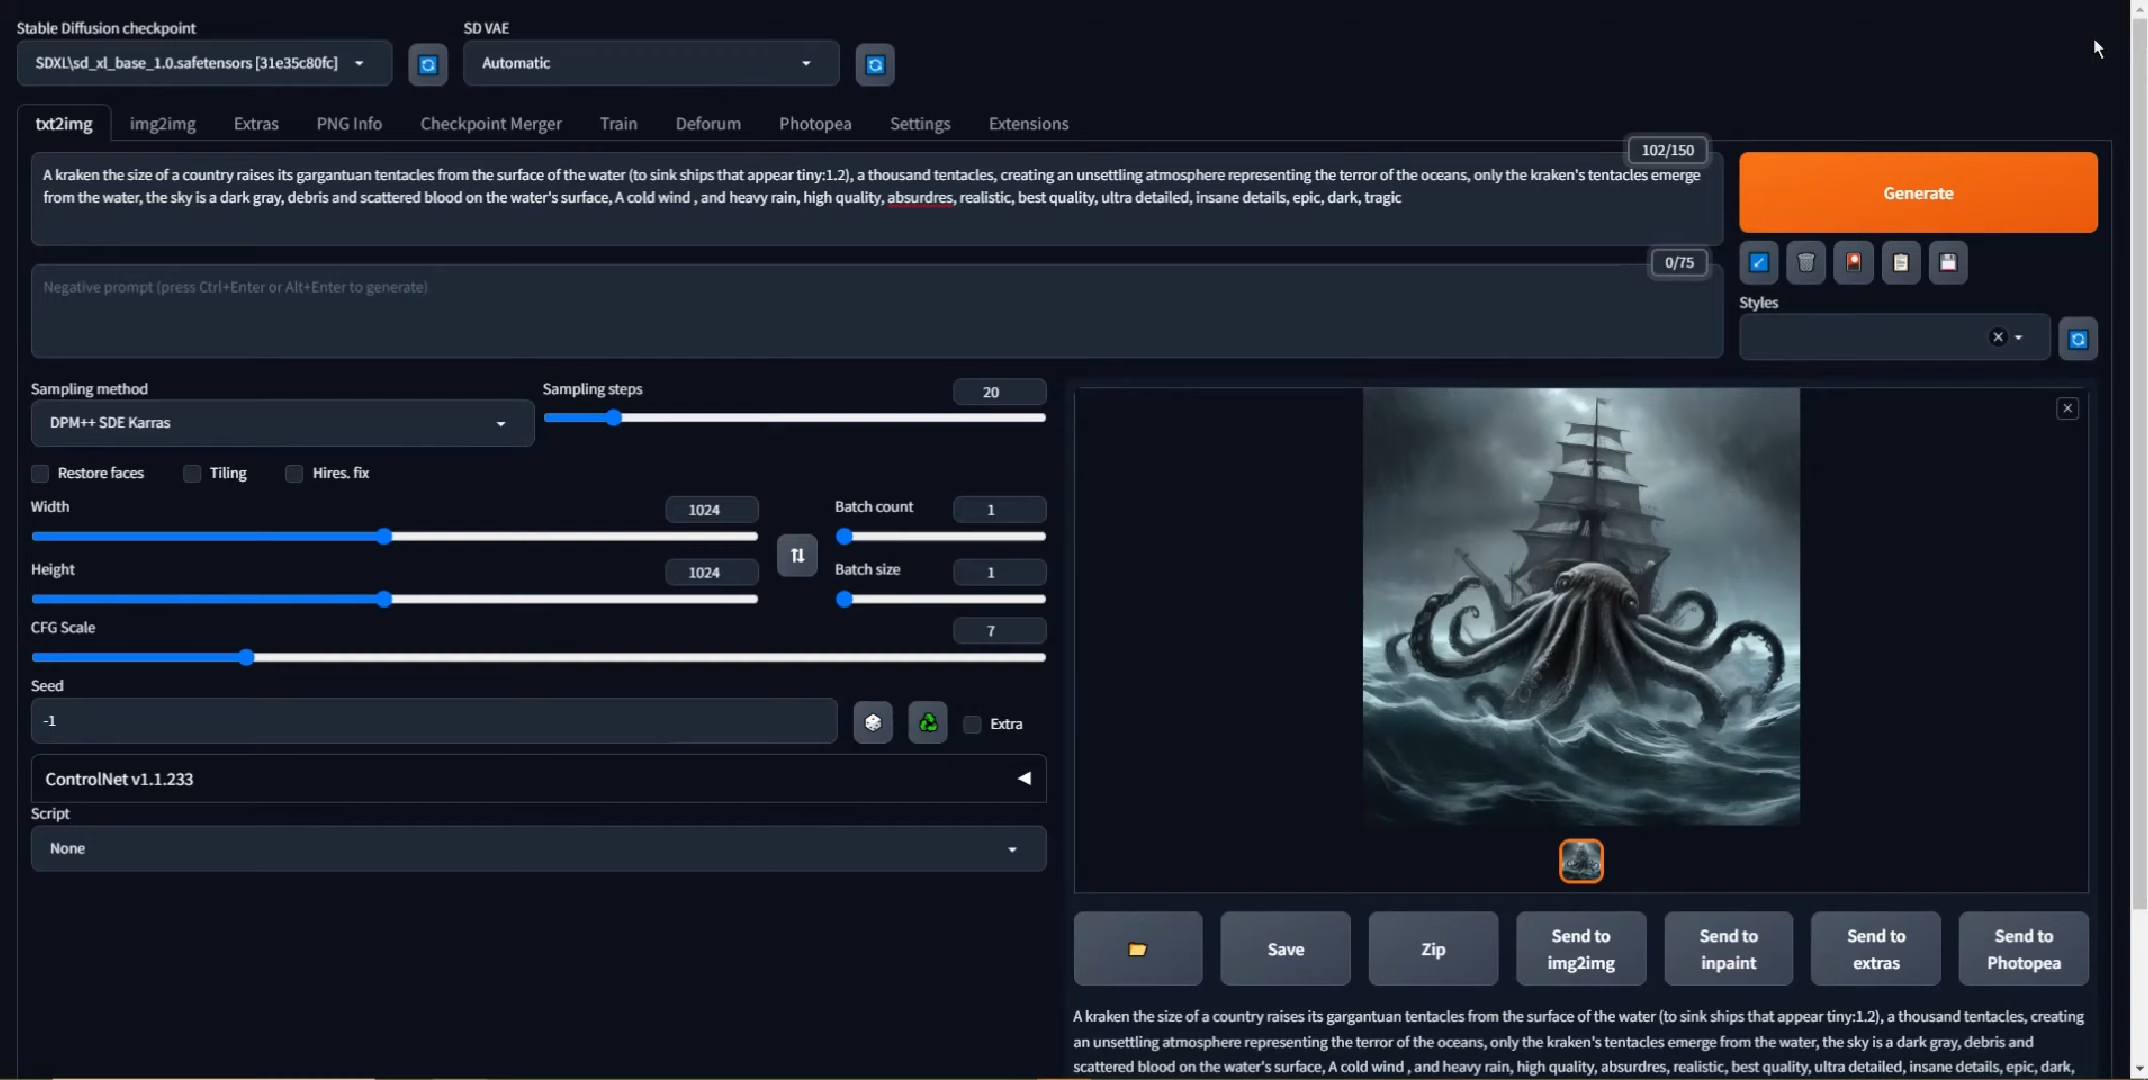 Stable Diffusion checkpoint
SD VAE
SDXL\sd_xl_base_1.0.safetensors [31e35c80fc]
Automatic
txt2img
img2img
Extras
PNG Info
Checkpoint Merger
Train
Deforum
Photopea
Settings
Extensions
102/150
A kraken the size of a country raises its gargantuan tentacles from the surface of the water (to sink ships that appear tiny:1.2), a thousand tentacles, creating an unsettling atmosphere representing the terror of the oceans, only the kraken's tentacles emerge
from the water, the sky is a dark gray, debris and scattered blood on the water's surface, A cold wind , and heavy rain, high quality, absurdres, realistic, best quality, ultra detailed, insane details, epic, dark, tragic
Generate
0/75
Negative prompt (press Ctrl+Enter or Alt+Enter to generate)
Styles
Sampling method
Sampling steps
20
DPM++ SDE Karras
Restore faces
Tiling
Hires. fix
Width
1024
Batch count
1
Height
1024
Batch size
1
CFG Scale
7
Seed
-1
Extra
ControlNet v1.1.233
Script
None
Save
Zip
Send to
img2img
Send to
inpaint
Send to
extras
Send to
Photopea
A kraken the size of a country raises its gargantuan tentacles from the surface of the water (to sink ships that appear tiny:1.2), a thousand tentacles, creating
an unsettling atmosphere representing the terror of the oceans, only the kraken's tentacles emerge from the water, the sky is a dark gray, debris and
scattered blood on the water's surface, A cold wind , and heavy rain, high quality, absurdres, realistic, best quality, ultra detailed, insane details, epic, dark,